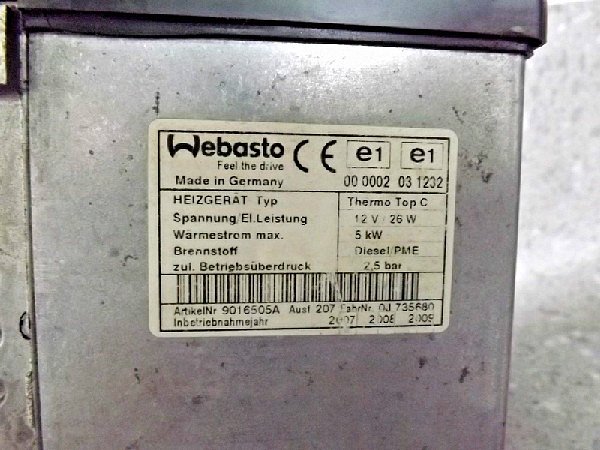 Webasto
Feel the drive
CE e1 e1
Made in Germany 00 0002 03 1202
HEIZGERÄT Typ Thermo Top C
Spannung/El.Leistung 12 V / 26 W
Wärmestrom max. 5 kW
Brennstoff Diesel/PME
zul. Betriebsüberdruck 2,5 bar
ArtikelNr 9016505A Ausf 207 FabrNr. 0J 735680
Inbetriebnahmejahr 2007 2008 2009